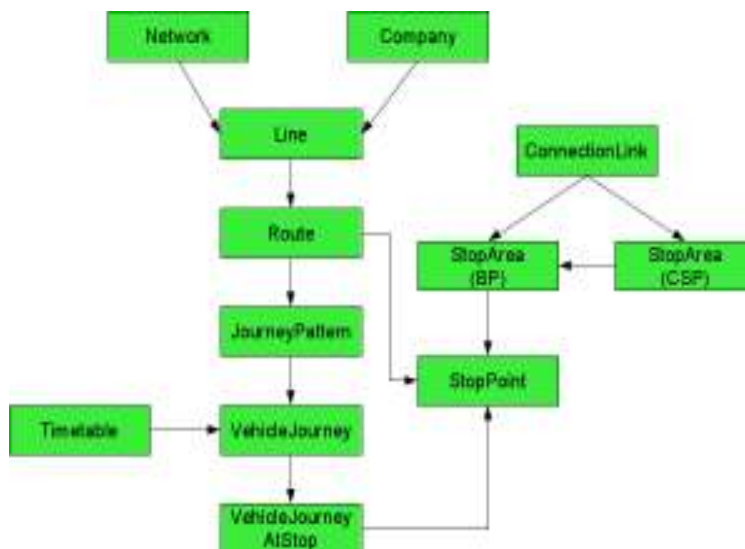 Network
Company
Line
ConnectionLink
Route
StopArea
(BP)
StopArea
(CSP)
JourneyPattern
StopPoint
Timetable
VehicleJourney
VehicleJourney
AtStop